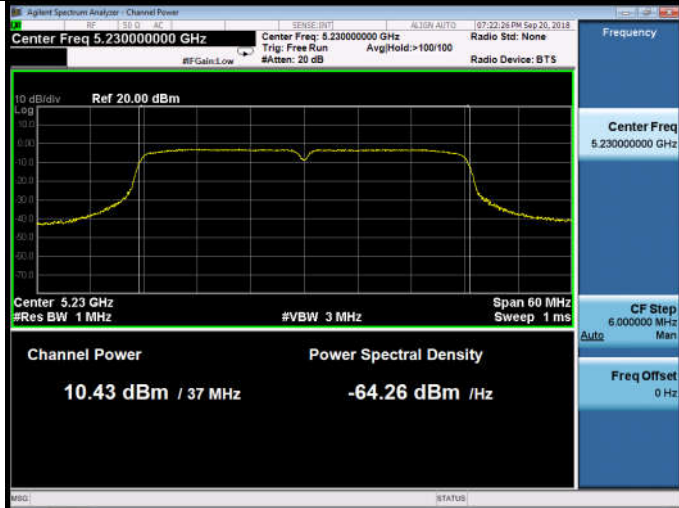 Agilent Spectrum Analyzer - Channel Power
RF 50 Ω AC SENSE:INT ALIGN AUTO 07:22:26 PM Sep 20, 2018
Center Freq 5.230000000 GHz
Center Freq: 5.230000000 GHz Radio Std: None
Trig: Free Run Avg|Hold:>100/100
#IFGain:Low #Atten: 20 dB Radio Device: BTS
10 dB/div Ref 20.00 dBm
Log
10.0
0.00
-10.0
-20.0
-30.0
-40.0
-50.0
-60.0
-70.0
Center 5.23 GHz Span 60 MHz
#Res BW 1 MHz #VBW 3 MHz Sweep 1 ms
Channel Power Power Spectral Density
10.43 dBm / 37 MHz -64.26 dBm /Hz
MSG STATUS
Frequency
Center Freq
5.230000000 GHz
CF Step
6.000000 MHz
Auto Man
Freq Offset
0 Hz